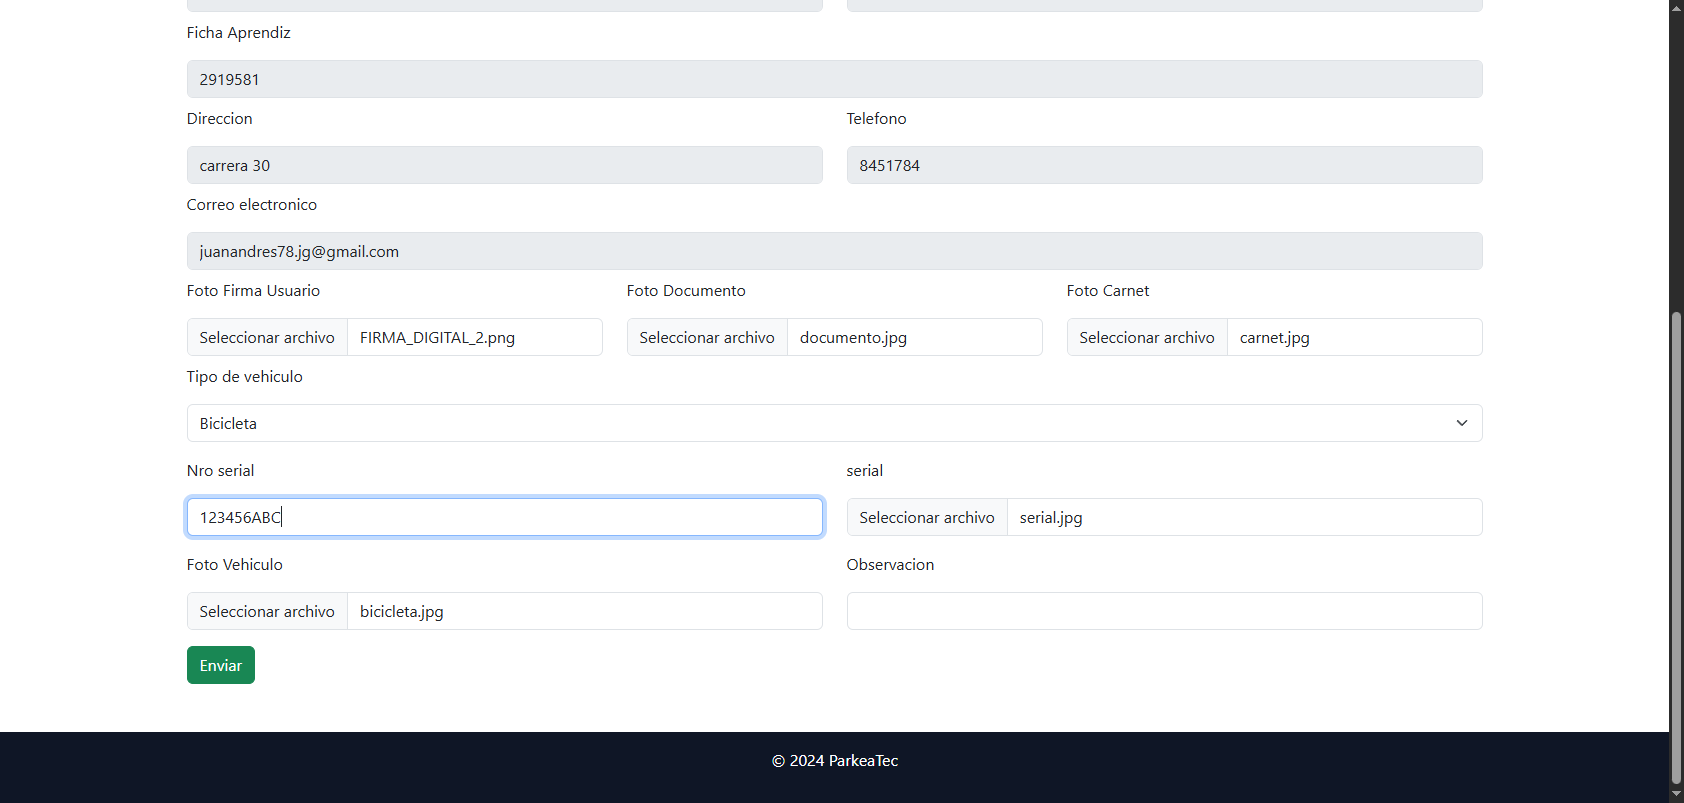 Ficha Aprendiz
2919581
Direccion
Telefono
carrera 30
8451784
Correo electronico
juanandres78.jg@gmail.com
Foto Firma Usuario
Foto Documento
Foto Carnet
Seleccionar archivo FIRMA_DIGITAL_2.png
Seleccionar archivo documento.jpg
Seleccionar archivo carnet.jpg
Tipo de vehiculo
Bicicleta
Nro serial
serial
123456ABC
Seleccionar archivo serial.jpg
Foto Vehiculo
Observacion
Seleccionar archivo bicicleta.jpg
Enviar
© 2024 ParkeaTec